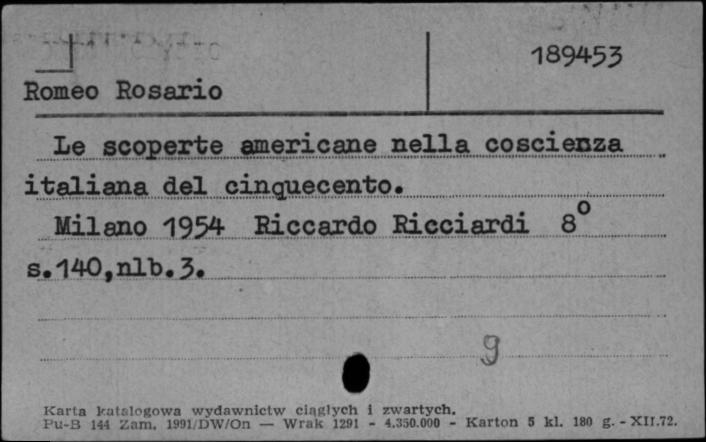 189453
Romeo Rosario
Le scoperte americane nella coscienza
italiana del cinquecento.
Milano 1954 Riccardo Ricciardi 8°
s.140,nlb.3.
g
Karta katalogowa wydawnictw ciągłych i zwartych.
Pu-B 144 Zam. 1991/DW/On — Wrak 1291 - 4.350.000 - Karton 5 kl. 180 g. - XII.72.